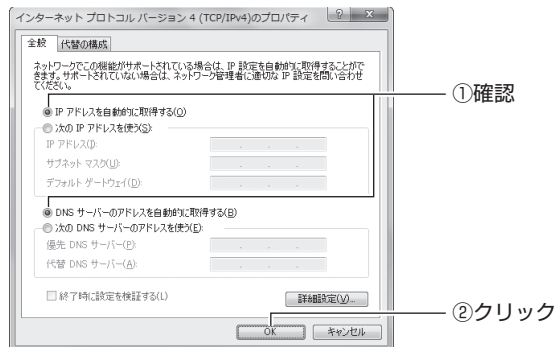 インターネット プロトコル バージョン 4 (TCP/IPv4)のプロパティ
全般
代替の構成
ネットワークでこの機能がサポートされている場合は、IP 設定を自動的に取得することがで
きます。サポートされていない場合は、ネットワーク管理者に適切な IP 設定を問い合わせ
てください。
①確認
IP アドレスを自動的に取得する(O)
次の IP アドレスを使う(S):
IP アドレス(I):
サブネット マスク(U):
デフォルト ゲートウェイ(D):
DNS サーバーのアドレスを自動的に取得する(B)
次の DNS サーバーのアドレスを使う(E):
優先 DNS サーバー(P):
代替 DNS サーバー(A):
終了時に設定を検証する(L)
詳細設定(V)...
②クリック
OK
キャンセル